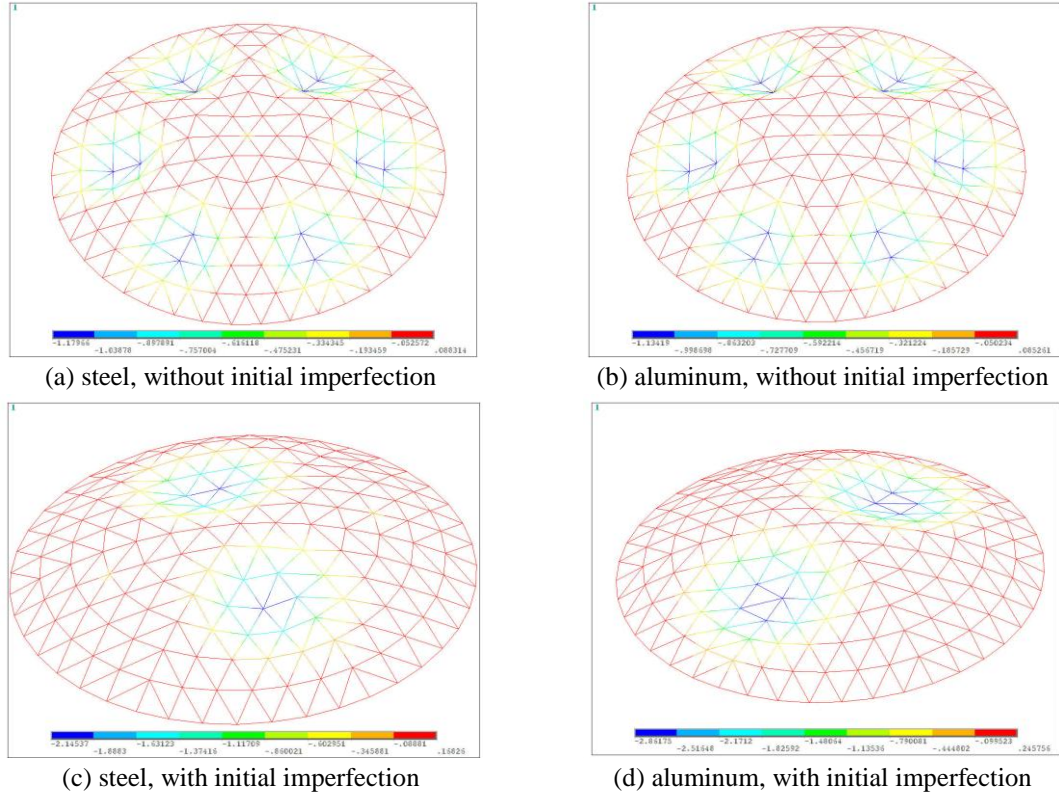 1
1
-1.17966 -.897891 -.616118 -.334345 -.052572
-1.03878 -.757004 -.475231 -.193459 .088314
-1.13419 -.863203 -.592214 -.321224 -.050234
-.998698 -.727709 -.456719 -.185729 .085261
(a) steel, without initial imperfection
(b) aluminum, without initial imperfection
1
1
-2.14537 -1.63123 -1.11709 -.602951 -.08881
-1.8883 -1.37416 -.860021 -.345881 .16826
-2.86175 -2.1712 -1.48064 -.790081 -.099523
-2.51648 -1.82592 -1.13536 -.444802 .245756
(c) steel, with initial imperfection
(d) aluminum, with initial imperfection